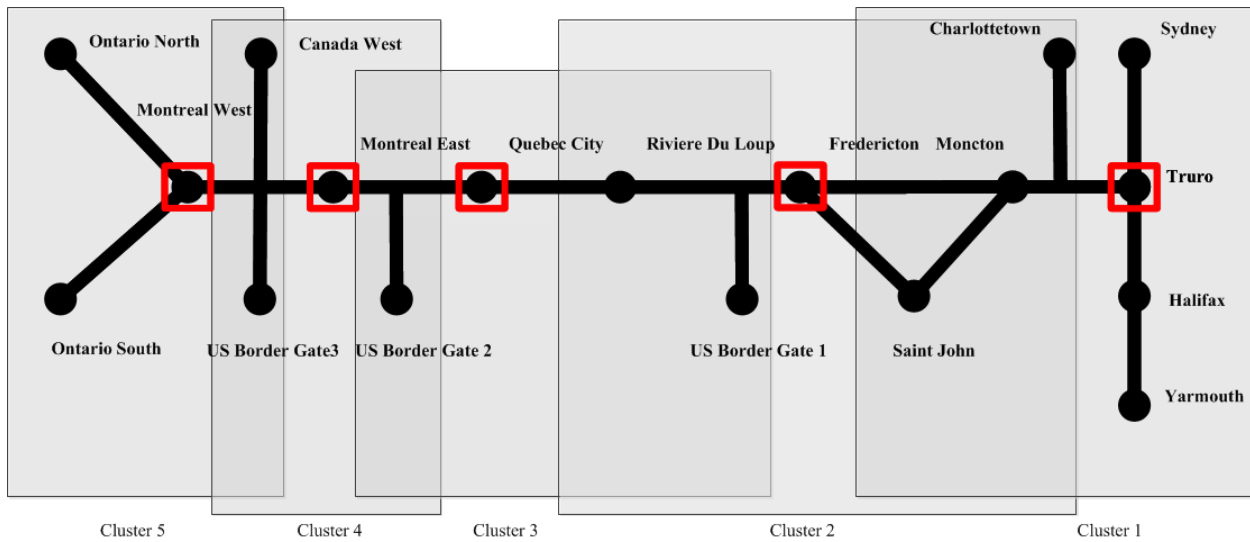 Ontario North
Canada West
Charlottetown
Sydney
Montreal West
Montreal East
Quebec City
Riviere Du Loup
Fredericton
Moncton
Truro
Halifax
Ontario South
US Border Gate3
US Border Gate 2
US Border Gate 1
Saint John
Yarmouth
Cluster 5
Cluster 4
Cluster 3
Cluster 2
Cluster 1